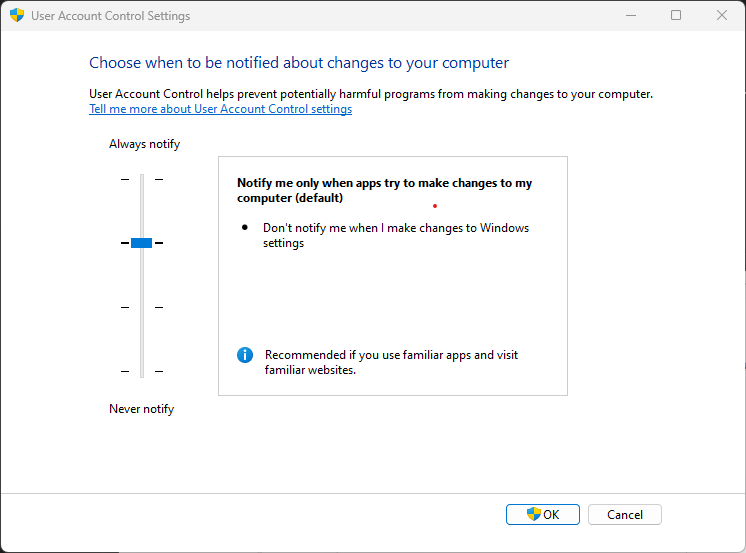 User Account Control Settings
Choose when to be notified about changes to your computer
User Account Control helps prevent potentially harmful programs from making changes to your computer.
Tell me more about User Account Control settings
Always notify
Notify me only when apps try to make changes to my
computer (default)
Don't notify me when I make changes to Windows
settings
Recommended if you use familiar apps and visit
familiar websites.
Never notify
OK
Cancel